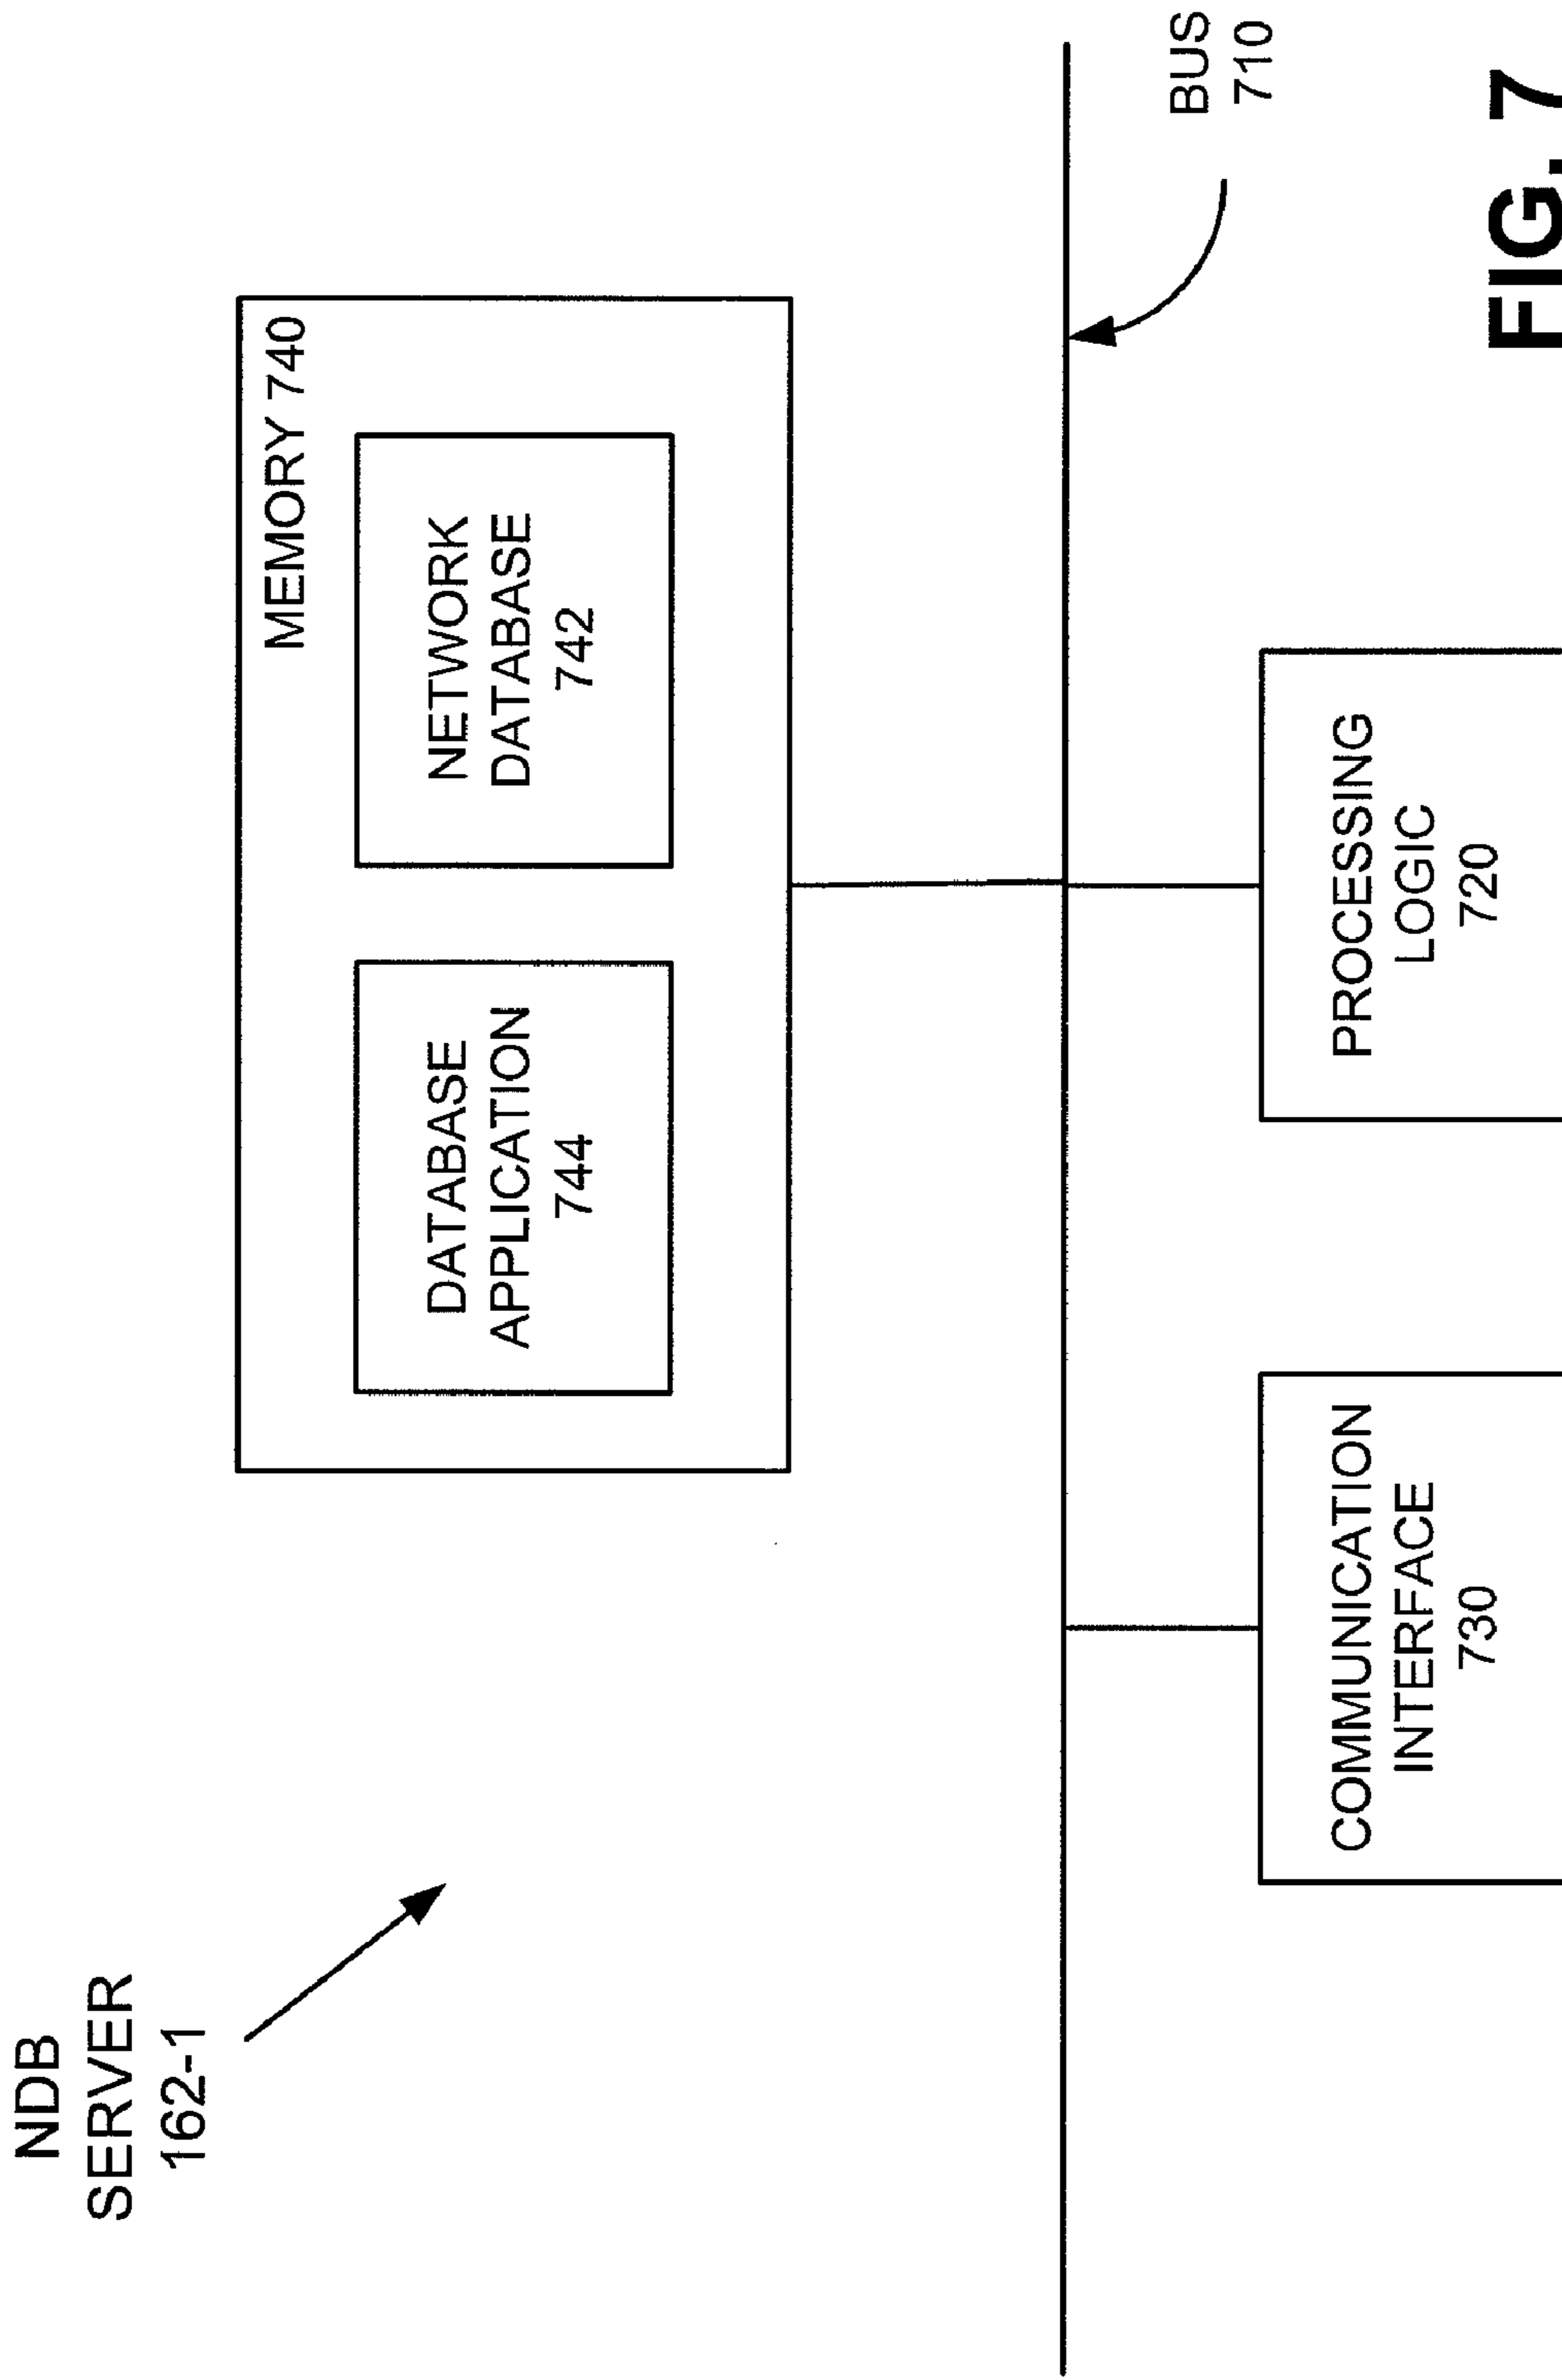 NDB
SERVER
162-1
MEMORY 740
DATABASE
APPLICATION
744
NETWORK
DATABASE
742
BUS
710
COMMUNICATION
INTERFACE
730
PROCESSING
LOGIC
720
FIG. 7